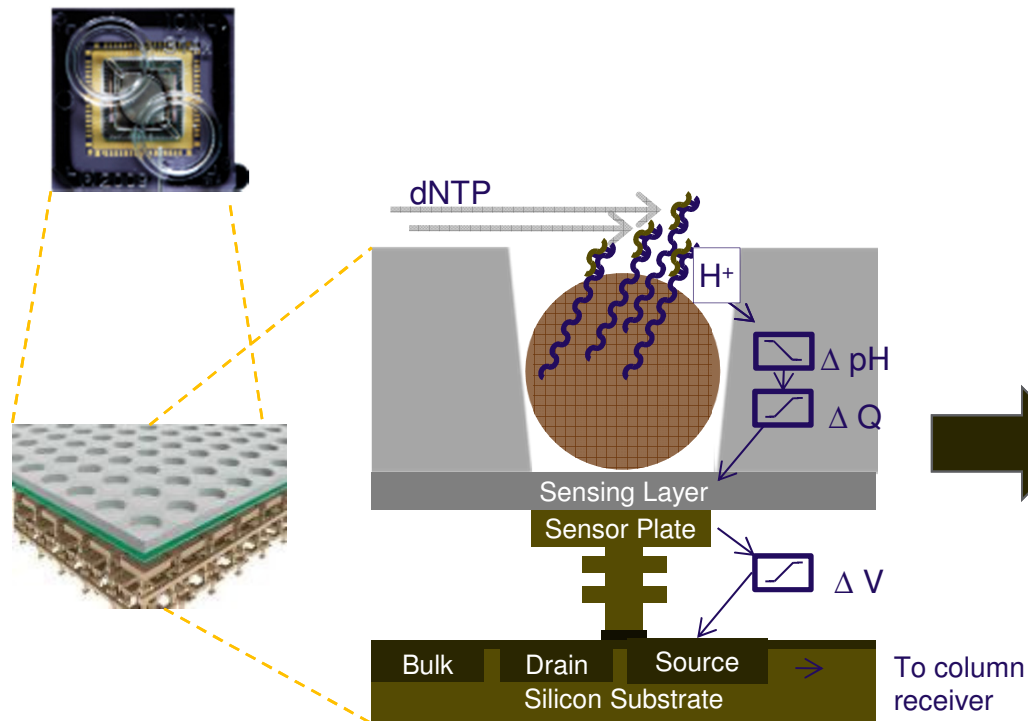 dNTP
H⁺
Δ pH
Δ Q
Sensing Layer
Sensor Plate
Δ V
Bulk
Drain
Source
Silicon Substrate
To column
receiver